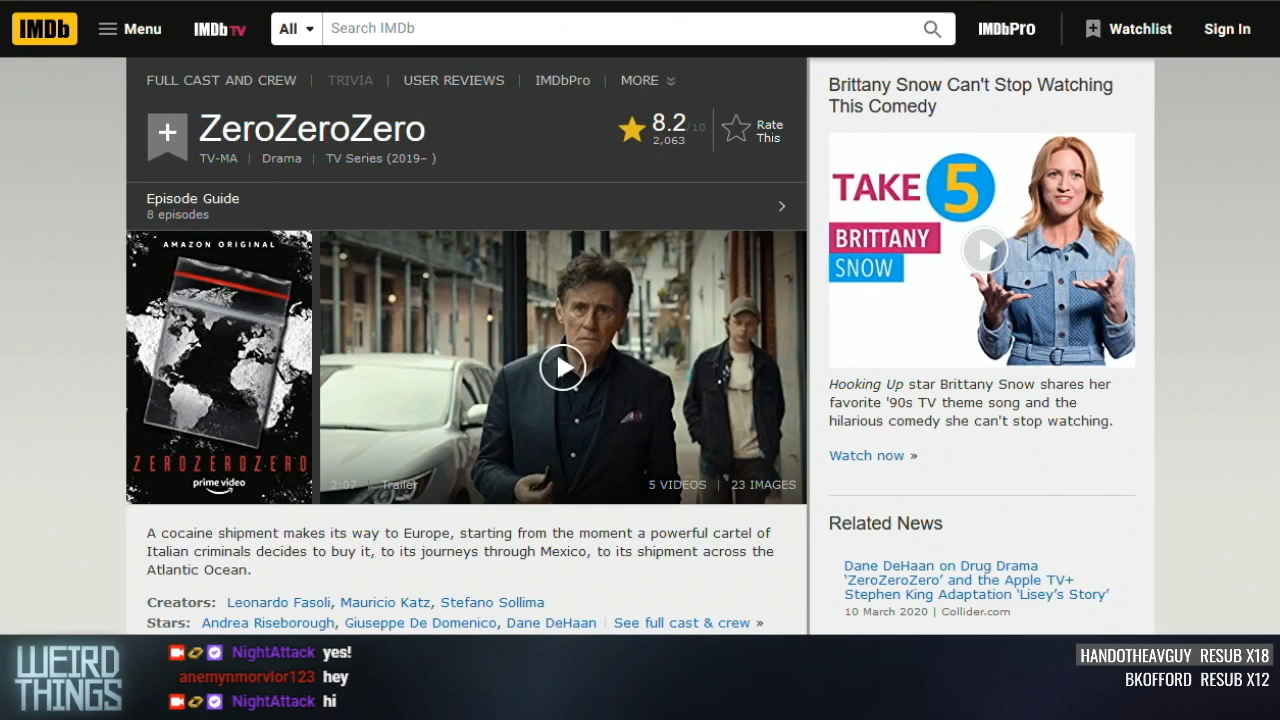 IMDb Menu IMDb TV All Search IMDb IMDbPro Watchlist Sign In
FULL CAST AND CREW | TRIVIA | USER REVIEWS | IMDbPro | MORE
ZeroZeroZero
TV-MA | Drama | TV Series (2019– )
8.2/10
2,063
Rate
This
Episode Guide
8 episodes
AMAZON ORIGINAL
ZEROZEROZERO
prime video
2:07 | Trailer
5 VIDEOS | 23 IMAGES
A cocaine shipment makes its way to Europe, starting from the moment a powerful cartel of
Italian criminals decides to buy it, to its journeys through Mexico, to its shipment across the
Atlantic Ocean.
Creators: Leonardo Fasoli, Mauricio Katz, Stefano Sollima
Stars: Andrea Riseborough, Giuseppe De Domenico, Dane DeHaan | See full cast & crew »
Brittany Snow Can't Stop Watching
This Comedy
TAKE 5
BRITTANY
SNOW
Hooking Up star Brittany Snow shares her
favorite '90s TV theme song and the
hilarious comedy she can't stop watching.
Watch now »
Related News
Dane DeHaan on Drug Drama
‘ZeroZeroZero’ and the Apple TV+
Stephen King Adaptation ‘Lisey’s Story’
10 March 2020 | Collider.com
WEIRD
THINGS
NightAttack yes!
anemynmorvlor123 hey
NightAttack hi
HANDOTHEAVGUY RESUB X18
BKOFFORD RESUB X12